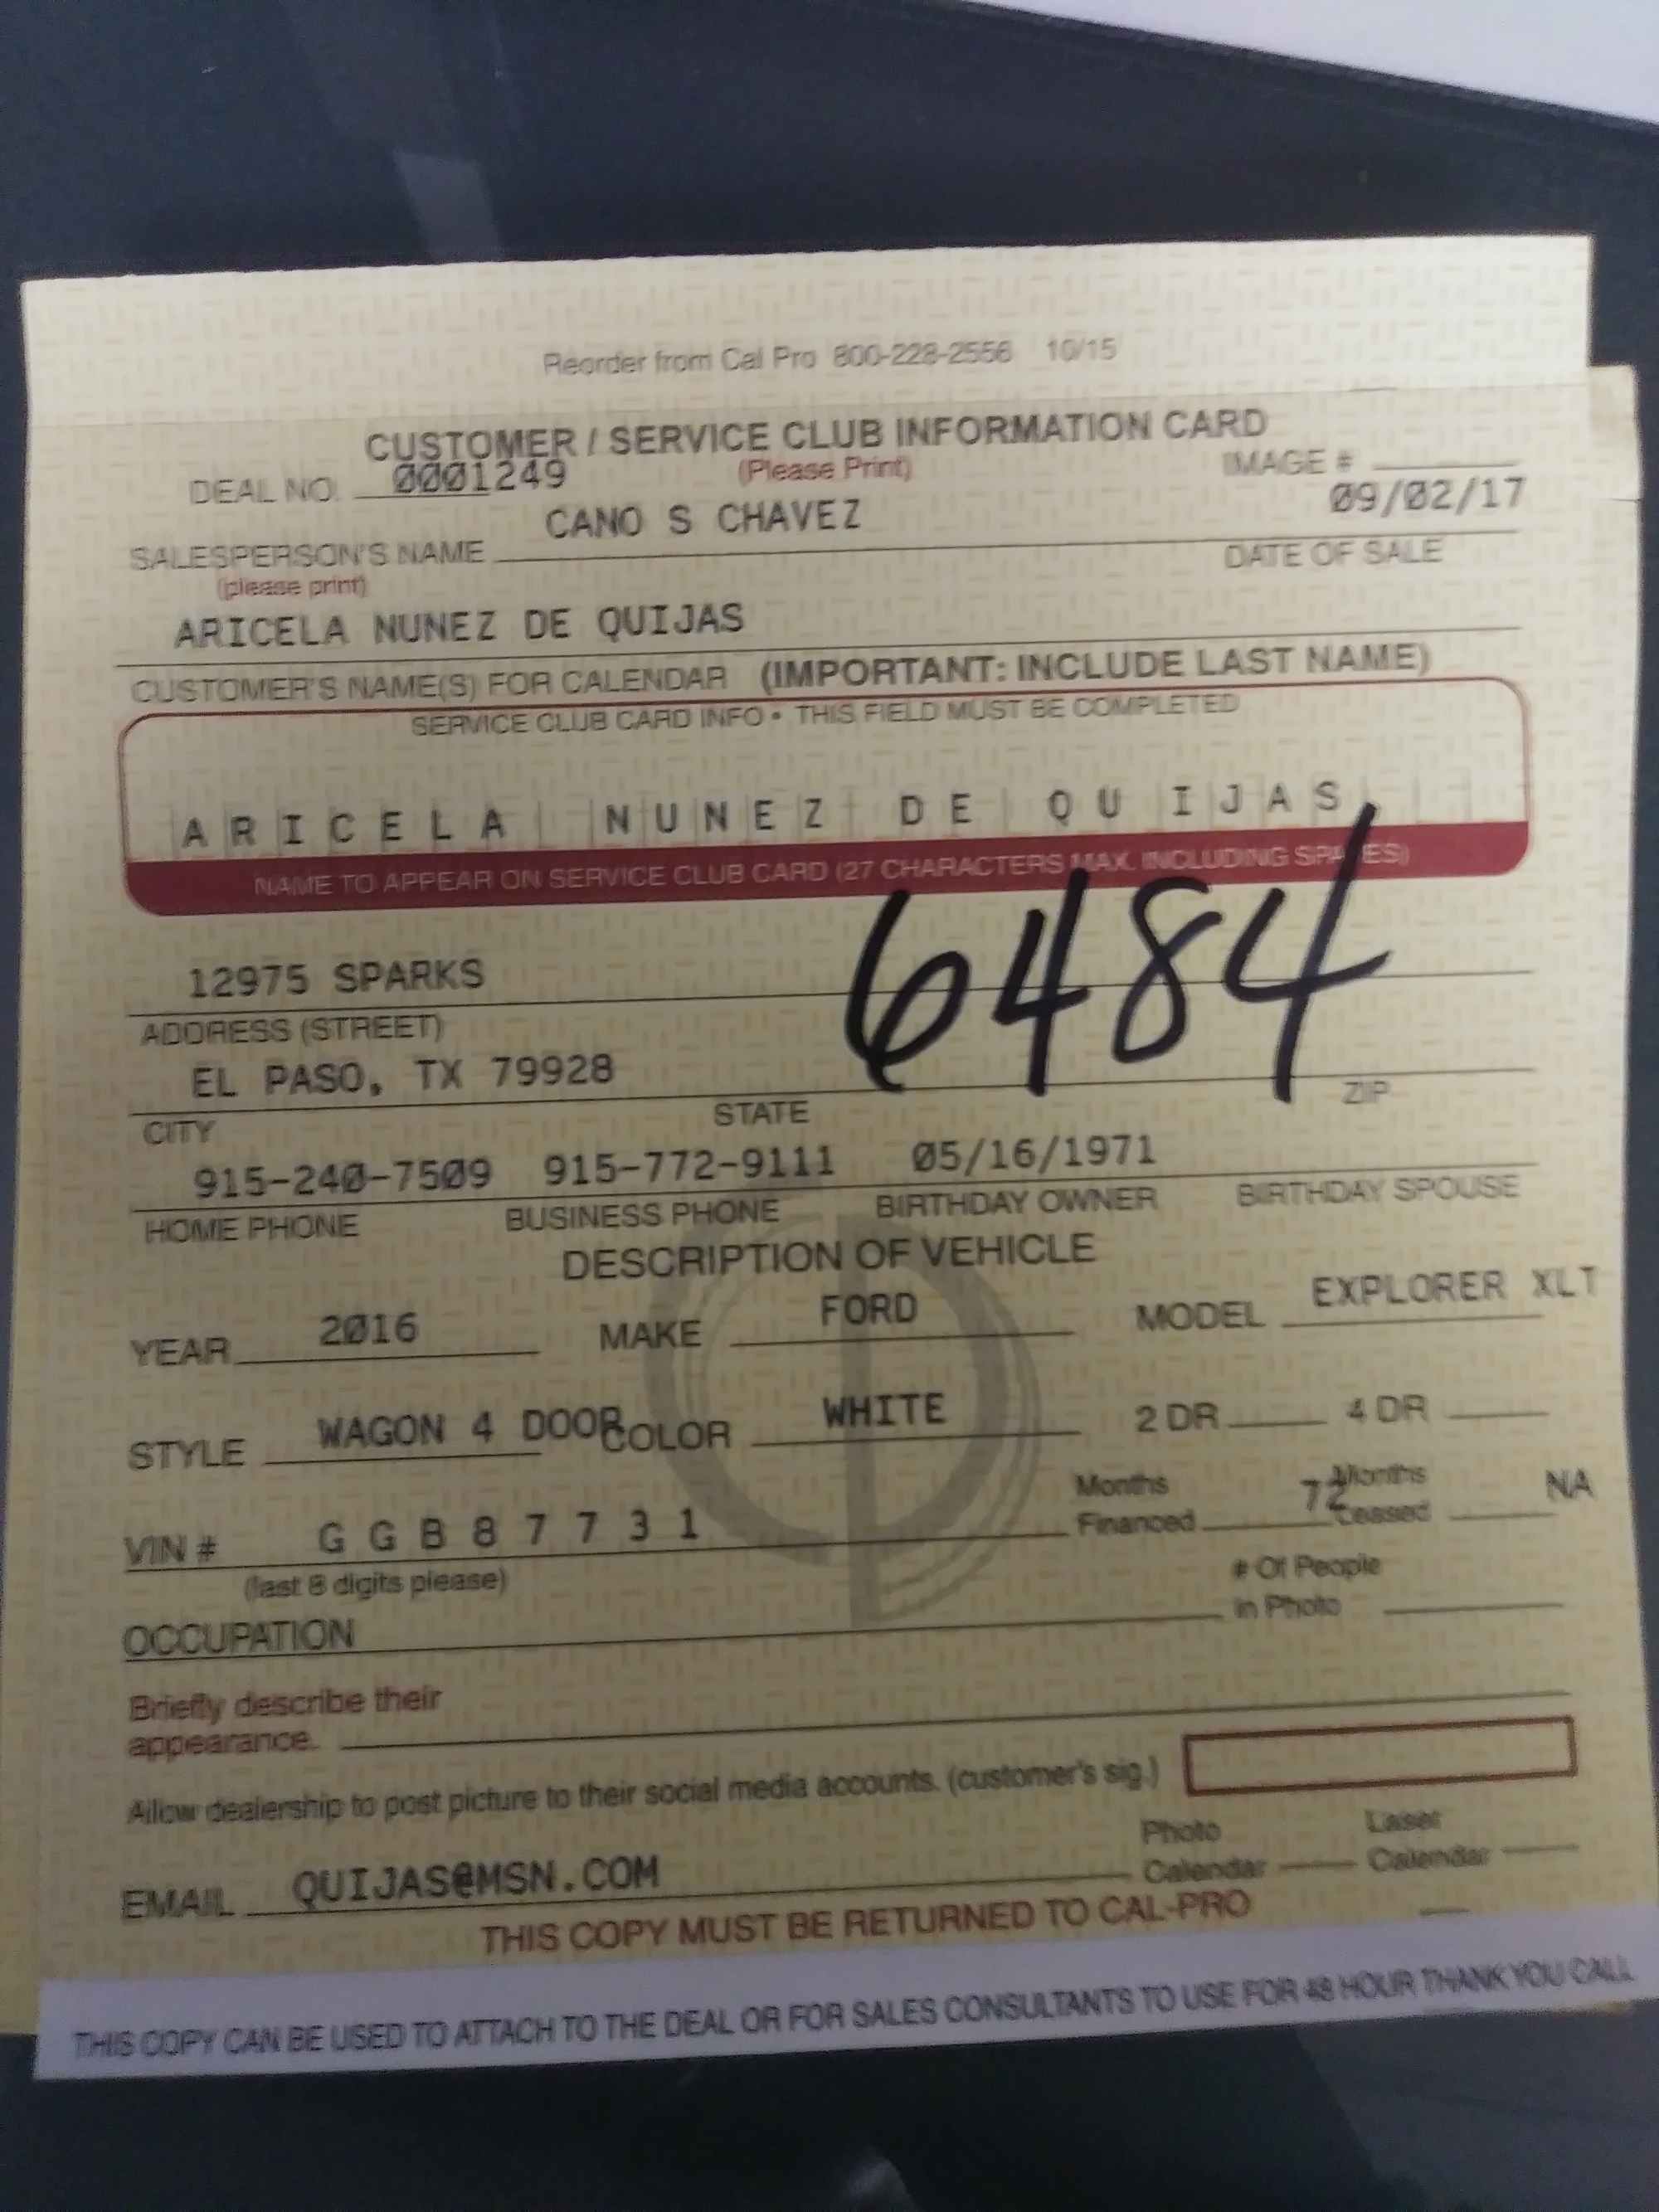 Reorder from Cal Pro 800-228-2556 10/15
CUSTOMER / SERVICE CLUB INFORMATION CARD
DEAL NO. 0001249 (Please Print) IMAGE #
CANO S CHAVEZ 09/02/17
SALESPERSON'S NAME DATE OF SALE
(please print)
ARICELA NUNEZ DE QUIJAS
CUSTOMER'S NAME(S) FOR CALENDAR (IMPORTANT: INCLUDE LAST NAME)
SERVICE CLUB CARD INFO • THIS FIELD MUST BE COMPLETED
ARICELA NUNEZ DE QUIJAS
NAME TO APPEAR ON SERVICE CLUB CARD (27 CHARACTERS MAX. INCLUDING SPACES)
6484
12975 SPARKS
ADDRESS (STREET)
EL PASO, TX 79928
CITY STATE ZIP
915-240-7509 915-772-9111 05/16/1971
HOME PHONE BUSINESS PHONE BIRTHDAY OWNER BIRTHDAY SPOUSE
DESCRIPTION OF VEHICLE
YEAR 2016 MAKE FORD MODEL EXPLORER XLT
STYLE WAGON 4 DOOR COLOR WHITE 2 DR 4 DR
VIN # G G B 8 7 7 3 1 Months Financed 72 Months Leased NA
(last 8 digits please)
OCCUPATION # Of People in Photo
Briefly describe their
appearance.
Allow dealership to post picture to their social media accounts. (customer's sig.)
EMAIL QUIJAS@MSN.COM Photo Calendar Laser Calendar
THIS COPY MUST BE RETURNED TO CAL-PRO
THIS COPY CAN BE USED TO ATTACH TO THE DEAL OR FOR SALES CONSULTANTS TO USE FOR 48 HOUR THANK YOU CALL